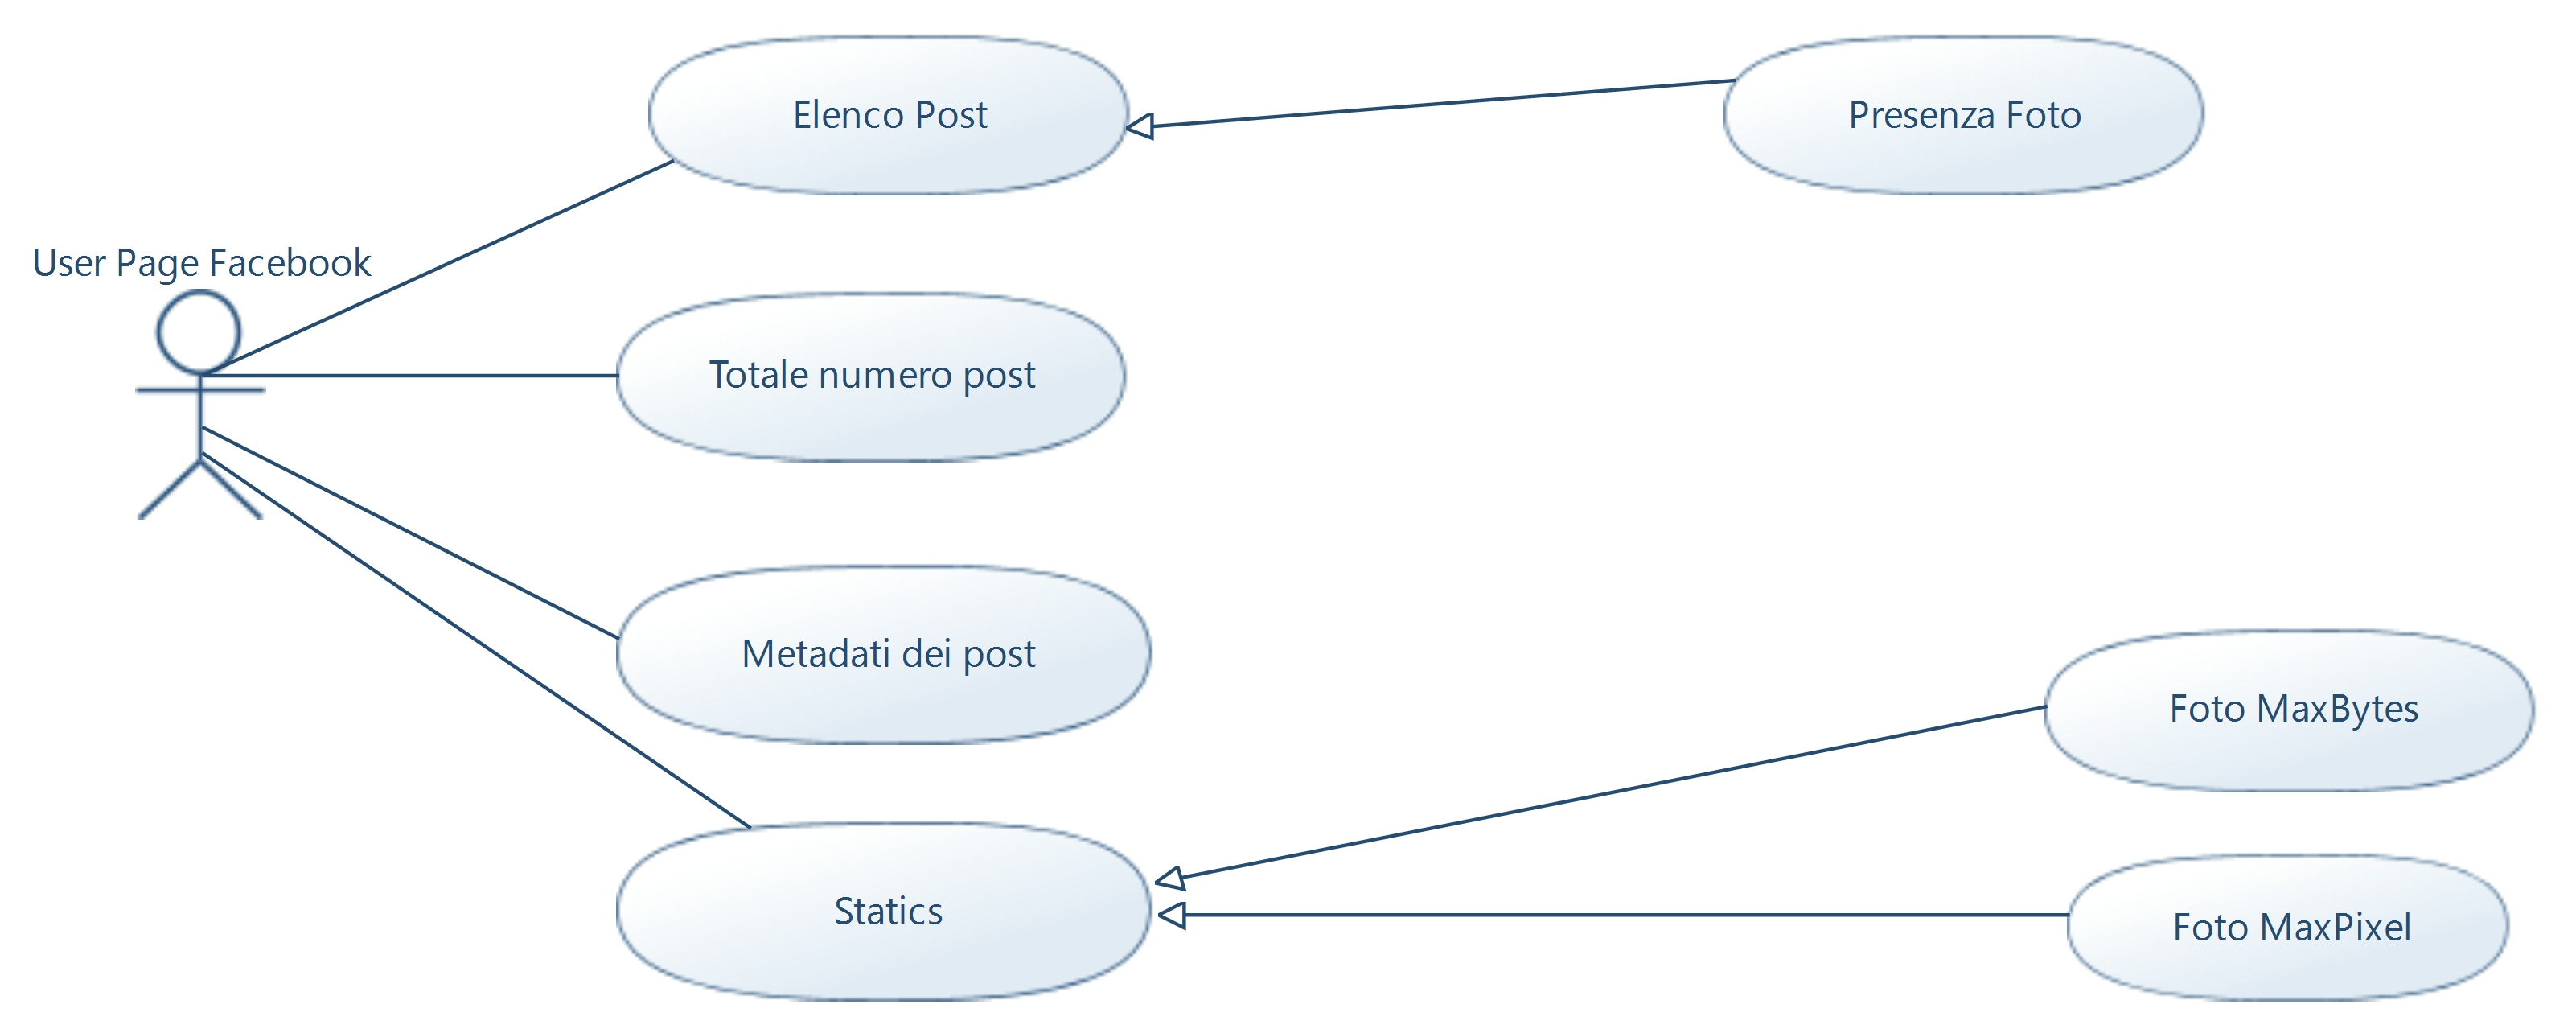 Elenco Post
Presenza Foto
User Page Facebook
Totale numero post
Metadati dei post
Foto MaxBytes
Statics
Foto MaxPixel